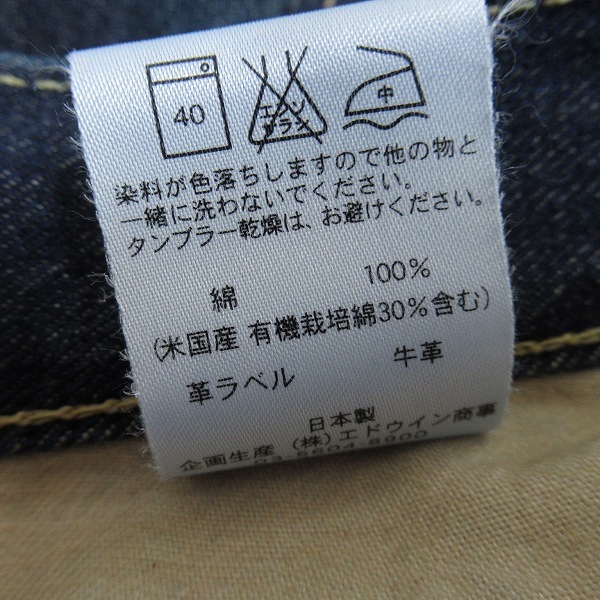 40
エンソ
サラシ
中
染料が色落ちしますので他の物と
一緒に洗わないでください。
タンブラー乾燥は、お避けください。
綿 100%
(米国産 有機栽培綿30%含む)
革ラベル 牛革
日本製
企画生産 (株)エドウイン商事
03-5604-8900